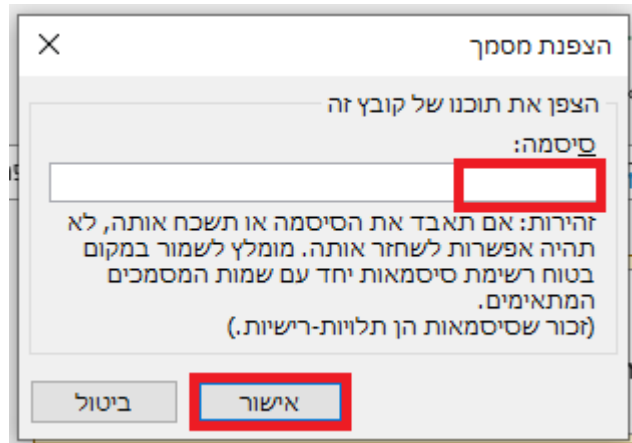 הצפנת מסמך
הצפן את תוכנו של קובץ זה
סיסמה:
זהירות: אם תאבד את הסיסמה או תשכח אותה, לא
תהיה אפשרות לשחזר אותה. מומלץ לשמור במקום
בטוח רשימת סיסמאות יחד עם שמות המסמכים
המתאימים.
(זכור שסיסמאות הן תלויות-רישיות.)
אישור
ביטול